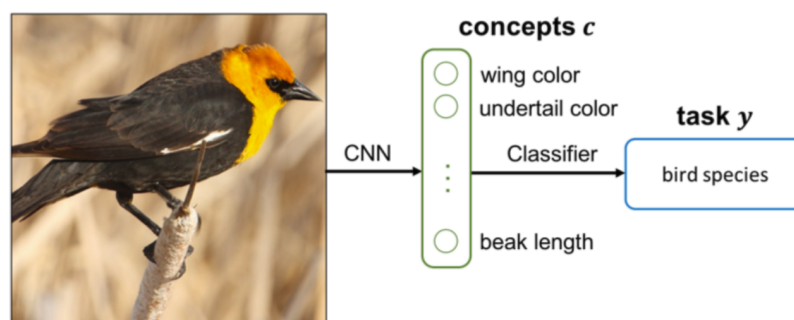 concepts c
wing color
undertail color
beak length
CNN
Classifier
task y
bird species